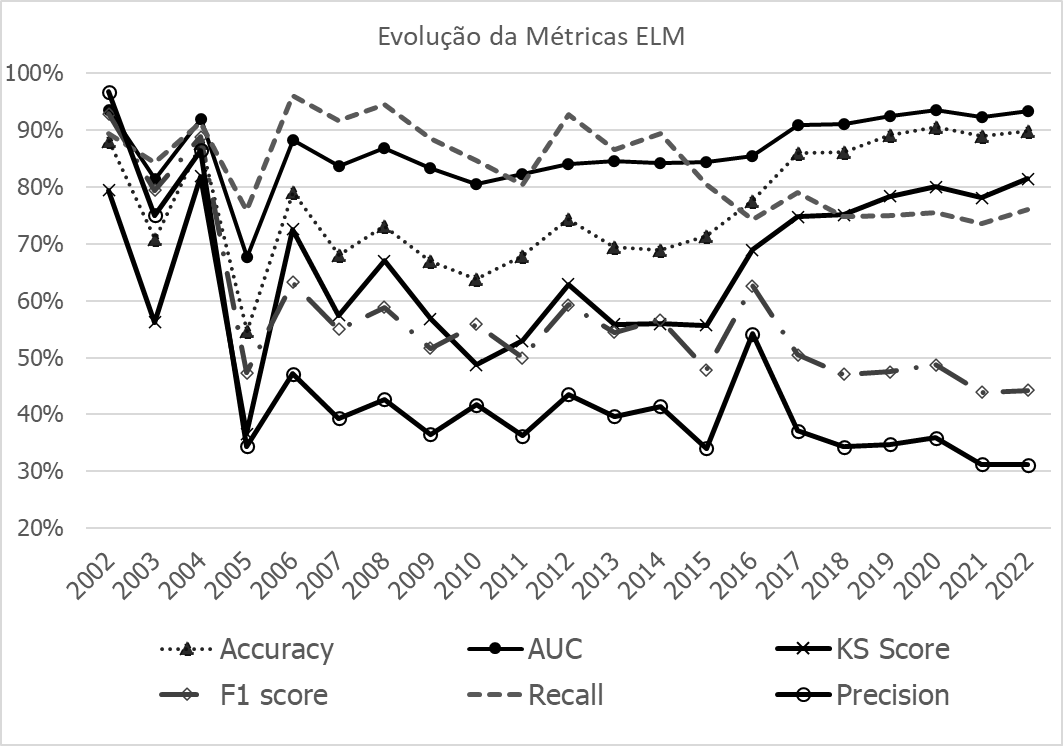 Evolução da Métricas ELM
100%
90%
80%
70%
60%
50%
40%
30%
20%
2002 2003 2004 2005 2006 2007 2008 2009 2010 2011 2012 2013 2014 2015 2016 2017 2018 2019 2020 2021 2022
Accuracy AUC KS Score
F1 score Recall Precision